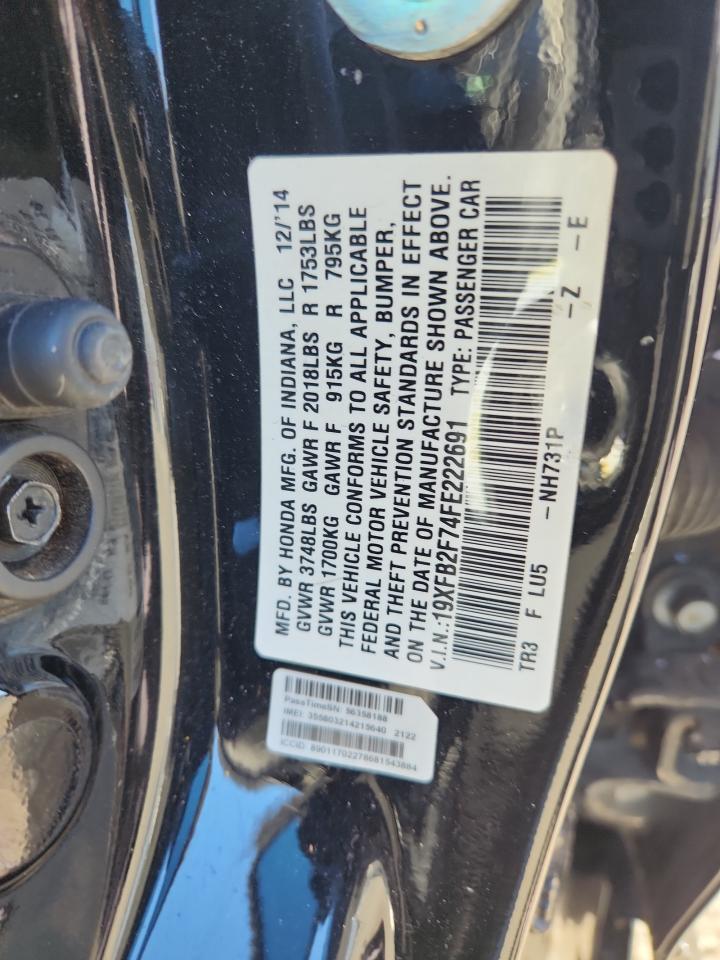 MFD. BY HONDA MFG. OF INDIANA, LLC 12/'14
GVWR 3748LBS GAWR F 2018LBS R 1753LBS
GVWR 1700KG GAWR F 915KG R 795KG
THIS VEHICLE CONFORMS TO ALL APPLICABLE
FEDERAL MOTOR VEHICLE SAFETY, BUMPER,
AND THEFT PREVENTION STANDARDS IN EFFECT
ON THE DATE OF MANUFACTURE SHOWN ABOVE.
V.I.N.:19XFB2F74FE222691 TYPE: PASSENGER CAR
TR3 F LU5 -NH731P -Z -E
PassTimeSN: 56358188
IMEI: 355803214215640 2122
ICCID: 89011702278681543884